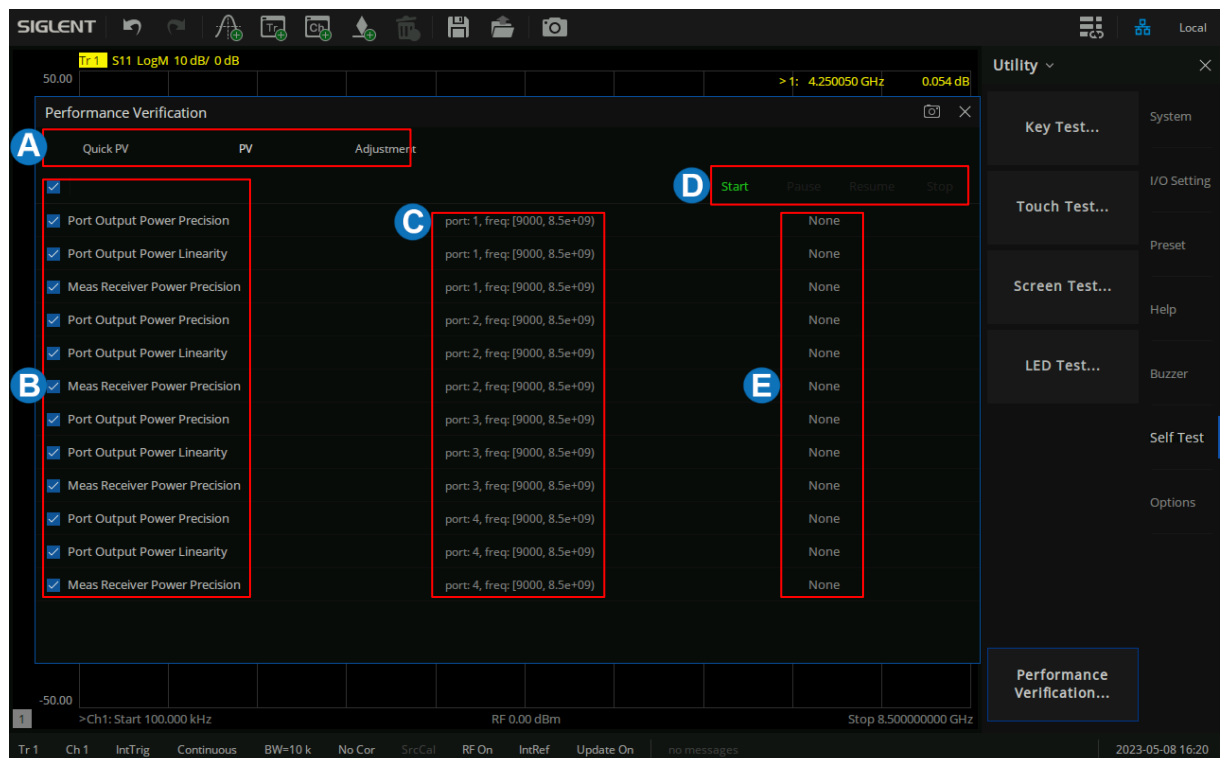 SIGLENT Tr Ch Local
Tr 1 S11 LogM 10 dB/ 0 dB
50.00
> 1: 4.250050 GHz 0.054 dB
Utility
Performance Verification
A
Quick PV PV Adjustment
D
Start Pause Resume Stop
Port Output Power Precision C port: 1, freq: [9000, 8.5e+09) None
Port Output Power Linearity port: 1, freq: [9000, 8.5e+09) None
Meas Receiver Power Precision port: 1, freq: [9000, 8.5e+09) None
Port Output Power Precision port: 2, freq: [9000, 8.5e+09) None
Port Output Power Linearity port: 2, freq: [9000, 8.5e+09) None
B Meas Receiver Power Precision port: 2, freq: [9000, 8.5e+09) E None
Port Output Power Precision port: 3, freq: [9000, 8.5e+09) None
Port Output Power Linearity port: 3, freq: [9000, 8.5e+09) None
Meas Receiver Power Precision port: 3, freq: [9000, 8.5e+09) None
Port Output Power Precision port: 4, freq: [9000, 8.5e+09) None
Port Output Power Linearity port: 4, freq: [9000, 8.5e+09) None
Meas Receiver Power Precision port: 4, freq: [9000, 8.5e+09) None
Key Test...
Touch Test...
Screen Test...
LED Test...
Performance
Verification...
System
I/O Setting
Preset
Help
Buzzer
Self Test
Options
-50.00
1 >Ch1: Start 100.000 kHz RF 0.00 dBm Stop 8.500000000 GHz
Tr 1 Ch 1 IntTrig Continuous BW=10 k No Cor SrcCal RF On IntRef Update On no messages 2023-05-08 16:20